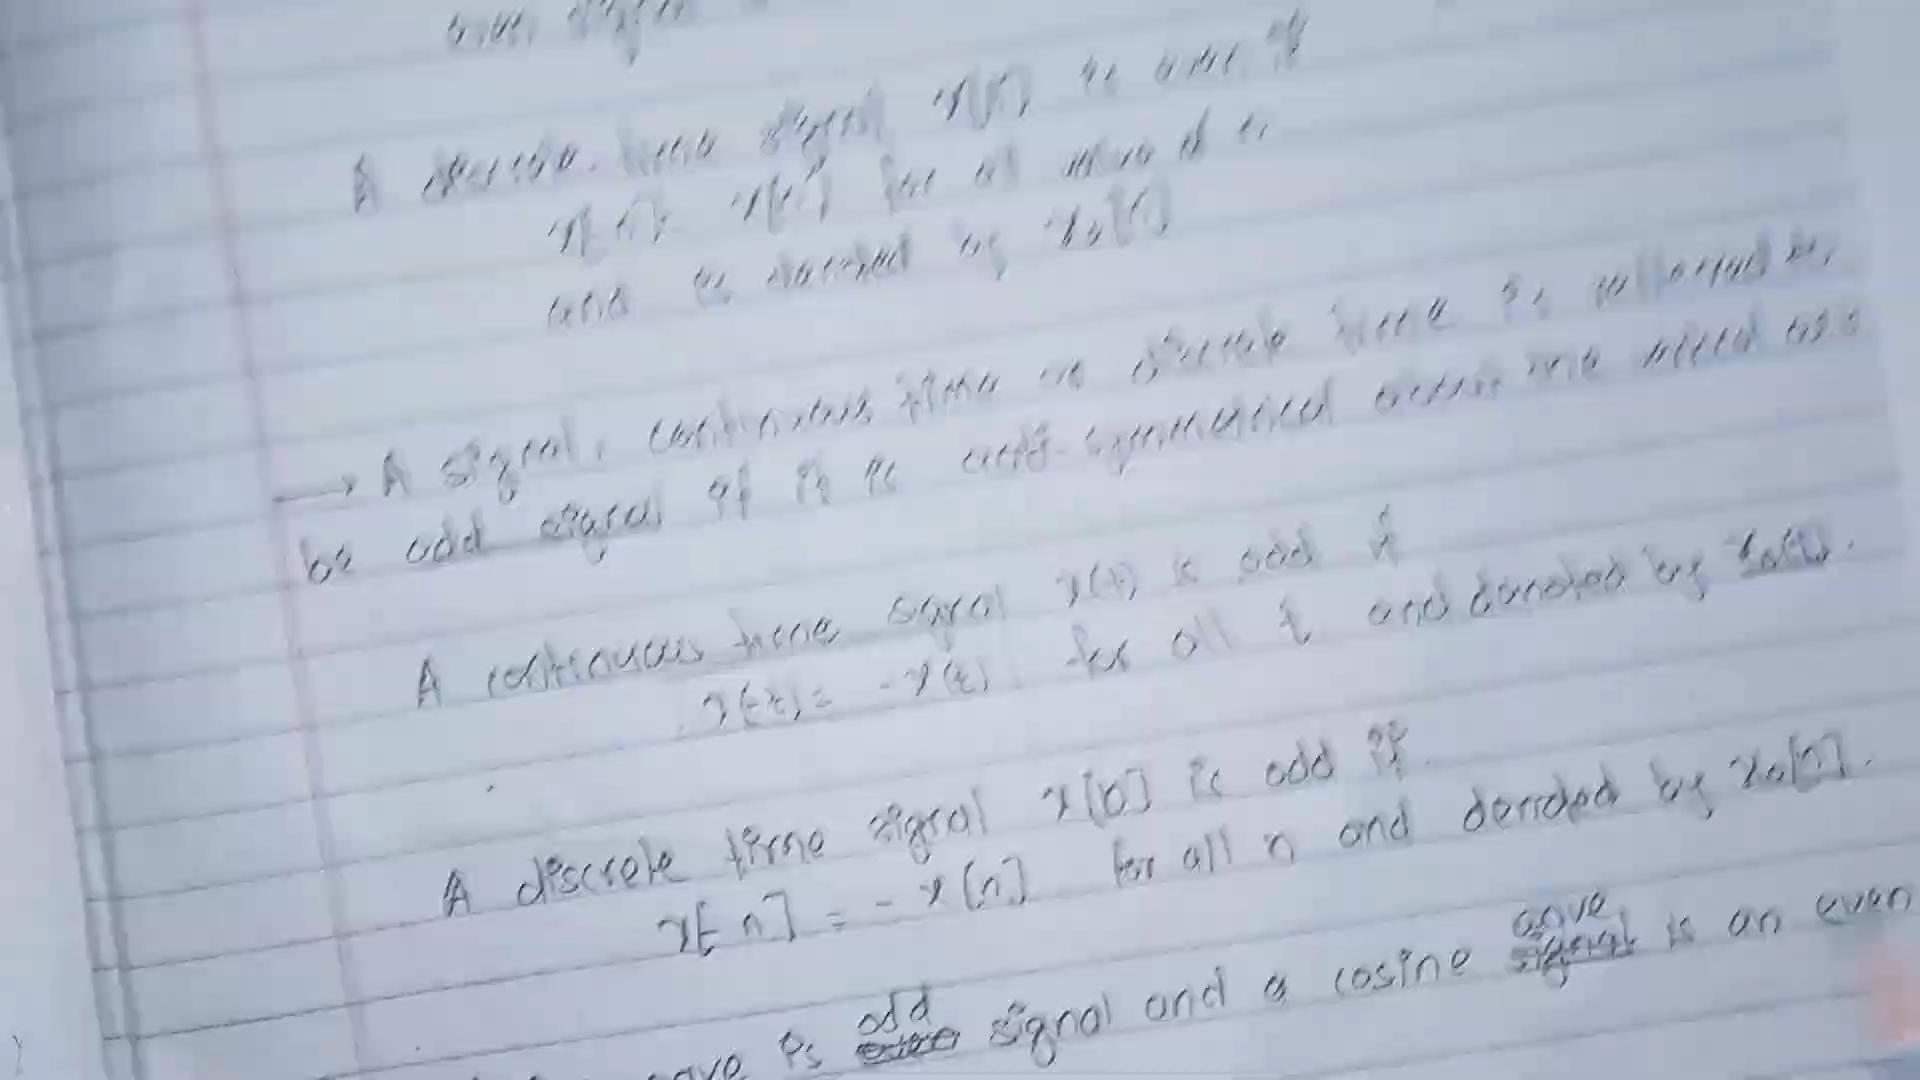 A discrete time signal x[n] is even if
x[-n] = x[n] for all values of n
and is denoted by
→ A signal, continuous time or discrete time is referred to
be odd signal if it is anti-symmetrical about the
A continuous time signal x(t) is odd if
x(-t) = -x(t) for all t and denoted by x₀(t).
A discrete time signal x[n] is odd if
x[-n] = -x[n] for all n and denoted by x₀[n].
wave
is odd signal and a cosine is an even